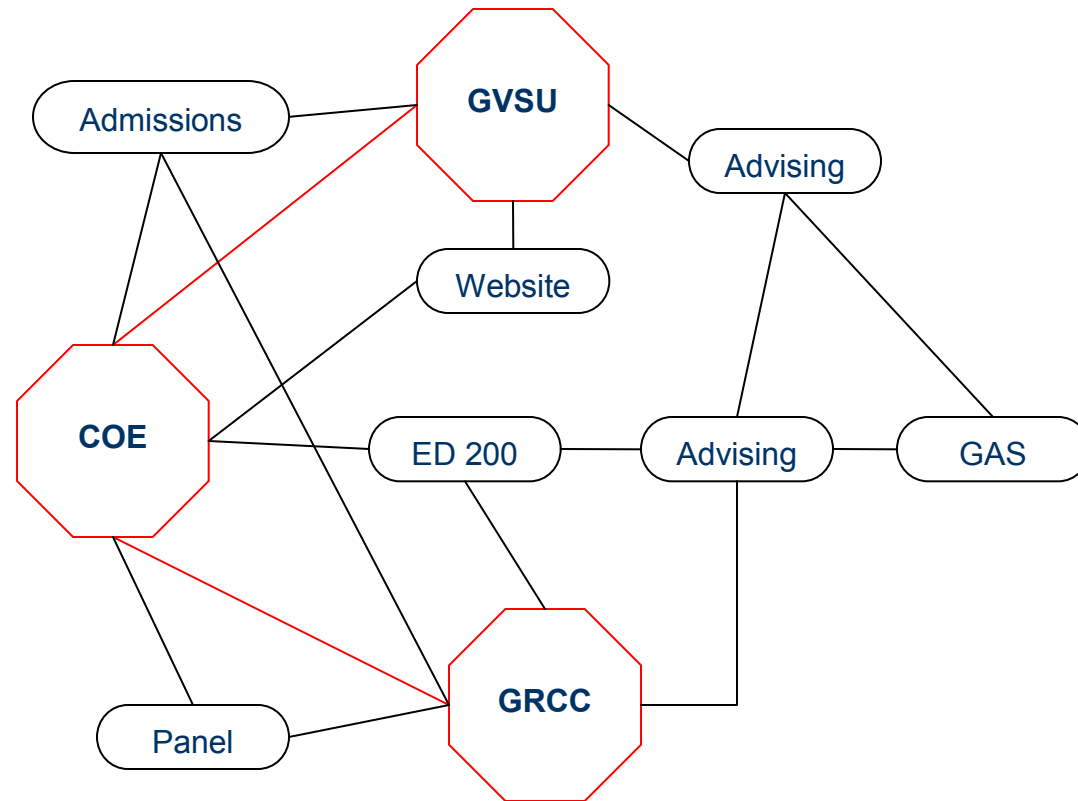 GVSU
Admissions
Advising
Website
COE
ED 200
Advising
GAS
GRCC
Panel